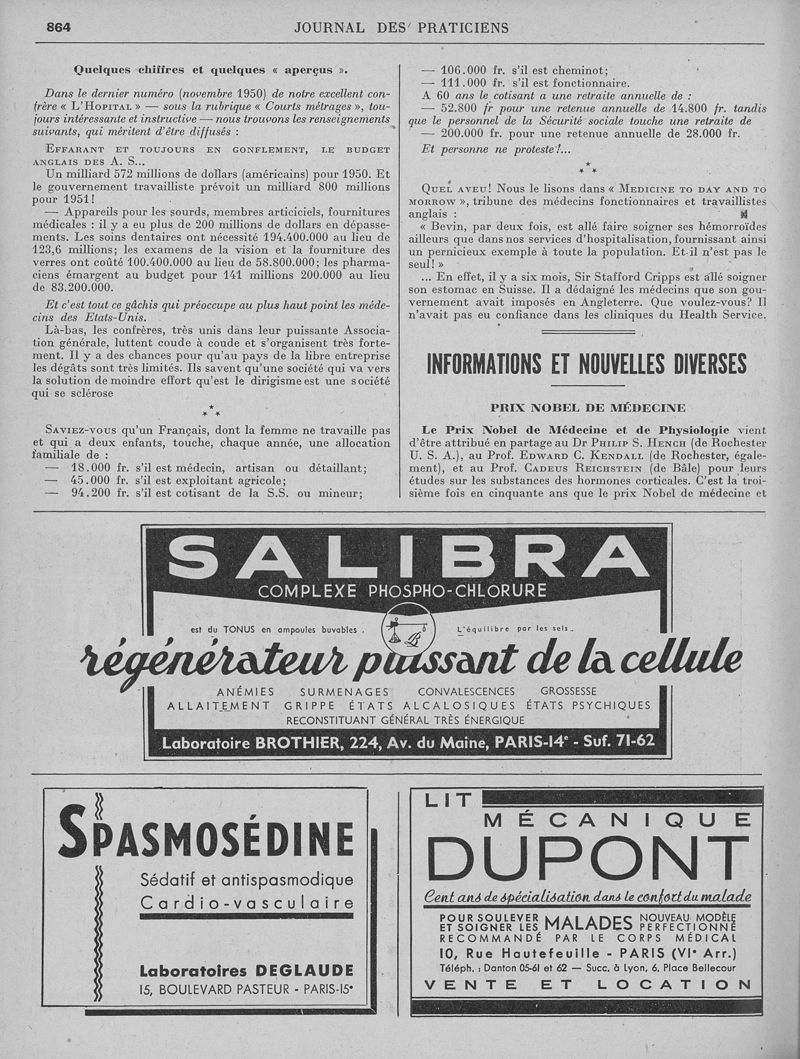 864
JOURNAL DES PRATICIENS
Quelques chiffres et quelques « aperçus ».
Dans le dernier numéro (novembre 1950) de notre excellent con-
frère « L'HOPITAL » — sous la rubrique « Courts métrages », tou-
jours intéressante et instructive — nous trouvons les renseignements
suivants, qui méritent d'être diffusés :
EFFARANT ET TOUJOURS EN GONFLEMENT, LE BUDGET
ANGLAIS DES A. S...
Un milliard 572 millions de dollars (américains) pour 1950. Et
le gouvernement travailliste prévoit un milliard 800 millions
pour 1951!
— Appareils pour les sourds, membres articiciels, fournitures
médicales : il y a eu plus de 200 millions de dollars en dépasse-
ments. Les soins dentaires ont nécessité 194.400.000 au lieu de
123,6 millions; les examens de la vision et la fourniture des
verres ont coûté 100.400.000 au lieu de 58.800.000; les pharma-
ciens émargent au budget pour 141 millions 200.000 au lieu
de 83.200.000.
Et c'est tout ce gâchis qui préoccupe au plus haut point les méde-
cins des Etats-Unis.
Là-bas, les confrères, très unis dans leur puissante Associa-
tion générale, luttent coude à coude et s'organisent très forte-
ment. Il y a des chances pour qu'au pays de la libre entreprise
les dégâts sont très limités. Ils savent qu'une société qui va vers
la solution de moindre effort qu'est le dirigisme est une société
qui se sclérose
* * *
SAVIEZ-VOUS qu'un Français, dont la femme ne travaille pas
et qui a deux enfants, touche, chaque année, une allocation
familiale de :
— 18.000 fr. s'il est médecin, artisan ou détaillant;
— 45.000 fr. s'il est exploitant agricole;
— 94.200 fr. s'il est cotisant de la S.S. ou mineur;
— 106.000 fr. s'il est cheminot;
— 111.000 fr. s'il est fonctionnaire.
A 60 ans le cotisant a une retraite annuelle de :
— 52.800 fr pour une retenue annuelle de 14.800 fr. tandis
que le personnel de la Sécurité sociale touche une retraite de
— 200.000 fr. pour une retenue annuelle de 28.000 fr.
Et personne ne proteste!...
* * *
QUEL AVEU! Nous le lisons dans « MEDICINE TO DAY AND TO
MORROW », tribune des médecins fonctionnaires et travaillistes
anglais :
« Bevin, par deux fois, est allé faire soigner ses hémorroïdes
ailleurs que dans nos services d'hospitalisation, fournissant ainsi
un pernicieux exemple à toute la population. Et il n'est pas le
seul! »
... En effet, il y a six mois, Sir Stafford Cripps est allé soigner
son estomac en Suisse. Il a dédaigné les médecins que son gou-
vernement avait imposés en Angleterre. Que voulez-vous? Il
n'avait pas eu confiance dans les cliniques du Health Service.
INFORMATIONS ET NOUVELLES DIVERSES
PRIX NOBEL DE MÉDECINE
Le Prix Nobel de Médecine et de Physiologie vient
d'être attribué en partage au Dr PHILIP S. HENCH (de Rochester
U. S. A.), au Prof. EDWARD C. KENDALL (de Rochester, égale-
ment), et au Prof. CADEUS REICHSTEIN (de Bâle) pour leurs
études sur les substances des hormones corticales. C'est la troi-
sième fois en cinquante ans que le prix Nobel de médecine et
SALIBRA
COMPLEXE PHOSPHO-CHLORURE
est du TONUS en ampoules buvables .
L'équilibre par les sels_
régénérateur puissant de la cellule
ANÉMIES SURMENAGES CONVALESCENCES GROSSESSE
ALLAITEMENT GRIPPE ÉTATS ALCALOSIQUES ÉTATS PSYCHIQUES
RECONSTITUANT GÉNÉRAL TRÈS ÉNERGIQUE
Laboratoire BROTHIER, 224, Av. du Maine, PARIS-14e - Suf. 71-62
SPASMOSÉDINE
Sédatif et antispasmodique
Cardio-vasculaire
Laboratoires DEGLAUDE
15, BOULEVARD PASTEUR - PARIS-15e
LIT
MÉCANIQUE
DUPONT
Cent ans de spécialisation dans le confort du malade
POUR SOULEVER ET SOIGNER LES MALADES NOUVEAU MODÈLE PERFECTIONNÉ
RECOMMANDÉ PAR LE CORPS MÉDICAL
10, Rue Hautefeuille - PARIS (VIe Arr.)
Téléph. : Danton 05-61 et 62 — Succ. à Lyon, 6, Place Bellecour
VENTE ET LOCATION